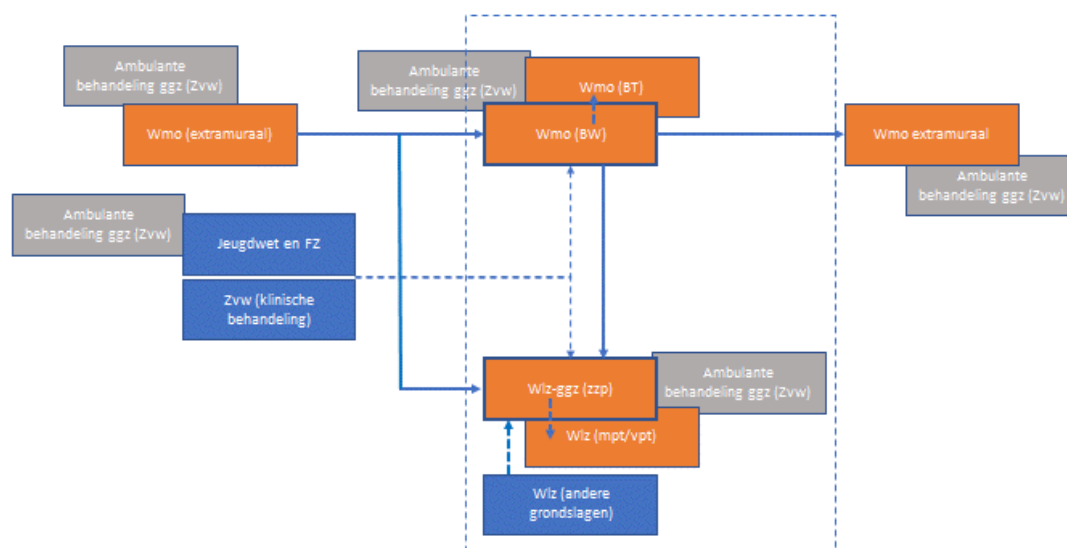 Ambulante
behandeling ggz (Zvw)
Wmo (extramuraal)
Ambulante
behandeling ggz (Zvw)
Wmo (BT)
Wmo (BW)
Wmo extramuraal
Ambulante
behandeling ggz (Zvw)
Ambulante
behandeling ggz (Zvw)
Jeugdwet en FZ
Zvw (klinische
behandeling)
Wlz-ggz (zzp)
Ambulante
behandeling ggz (Zvw)
Wlz (mpt/vpt)
Wlz (andere
grondslagen)